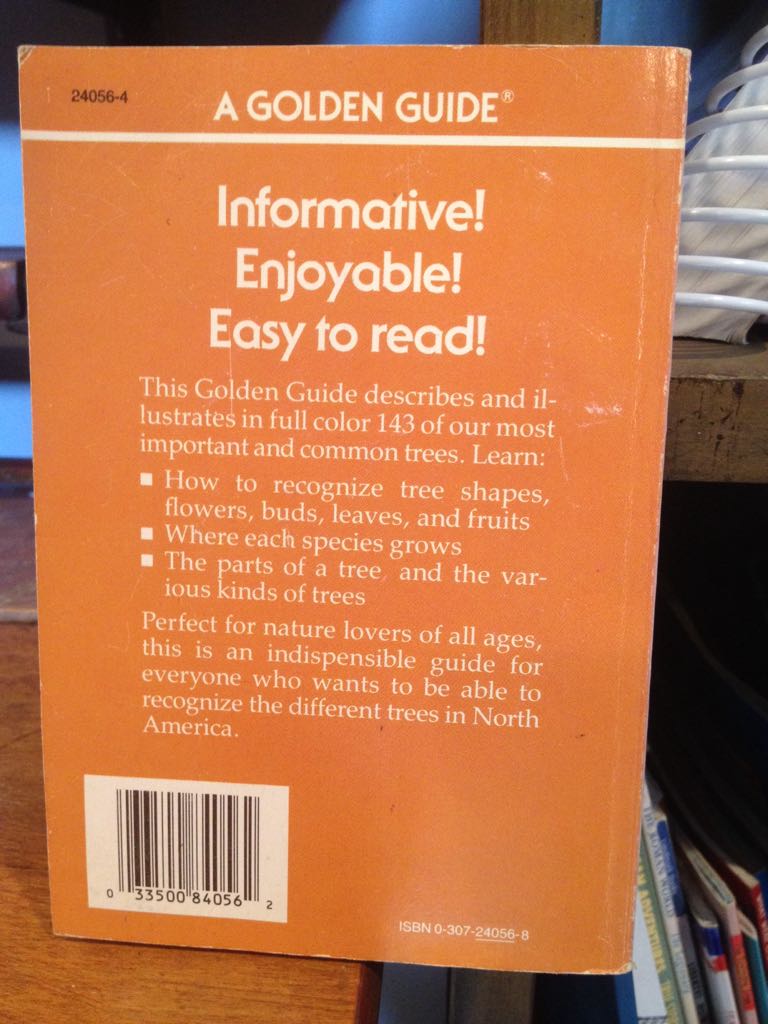 24056-4
A GOLDEN GUIDE®
Informative!
Enjoyable!
Easy to read!
This Golden Guide describes and il-
lustrates in full color 143 of our most
important and common trees. Learn:
■ How to recognize tree shapes,
flowers, buds, leaves, and fruits
■ Where each species grows
■ The parts of a tree and the var-
ious kinds of trees
Perfect for nature lovers of all ages,
this is an indispensible guide for
everyone who wants to be able to
recognize the different trees in North
America.
0 33500 84056 2
ISBN 0-307-24056-8